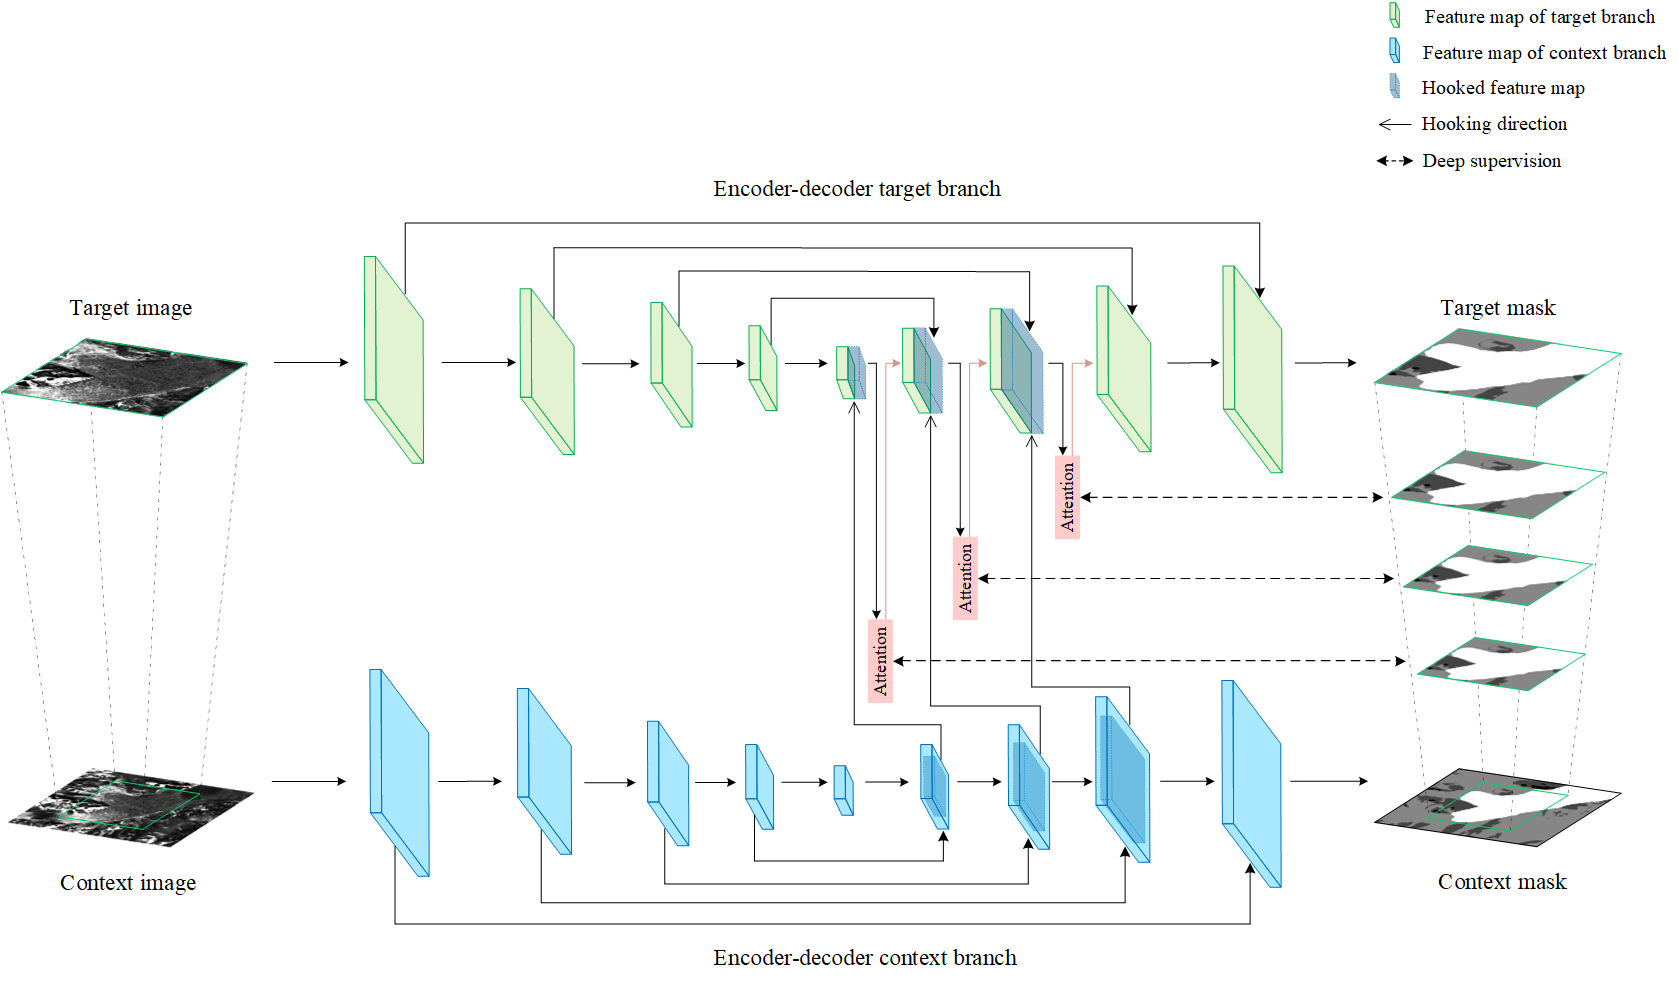 Feature map of target branch
Feature map of context branch
Hooked feature map
Hooking direction
Deep supervision
Encoder-decoder target branch
Target image
Target mask
Attention
Attention
Attention
Context image
Context mask
Encoder-decoder context branch